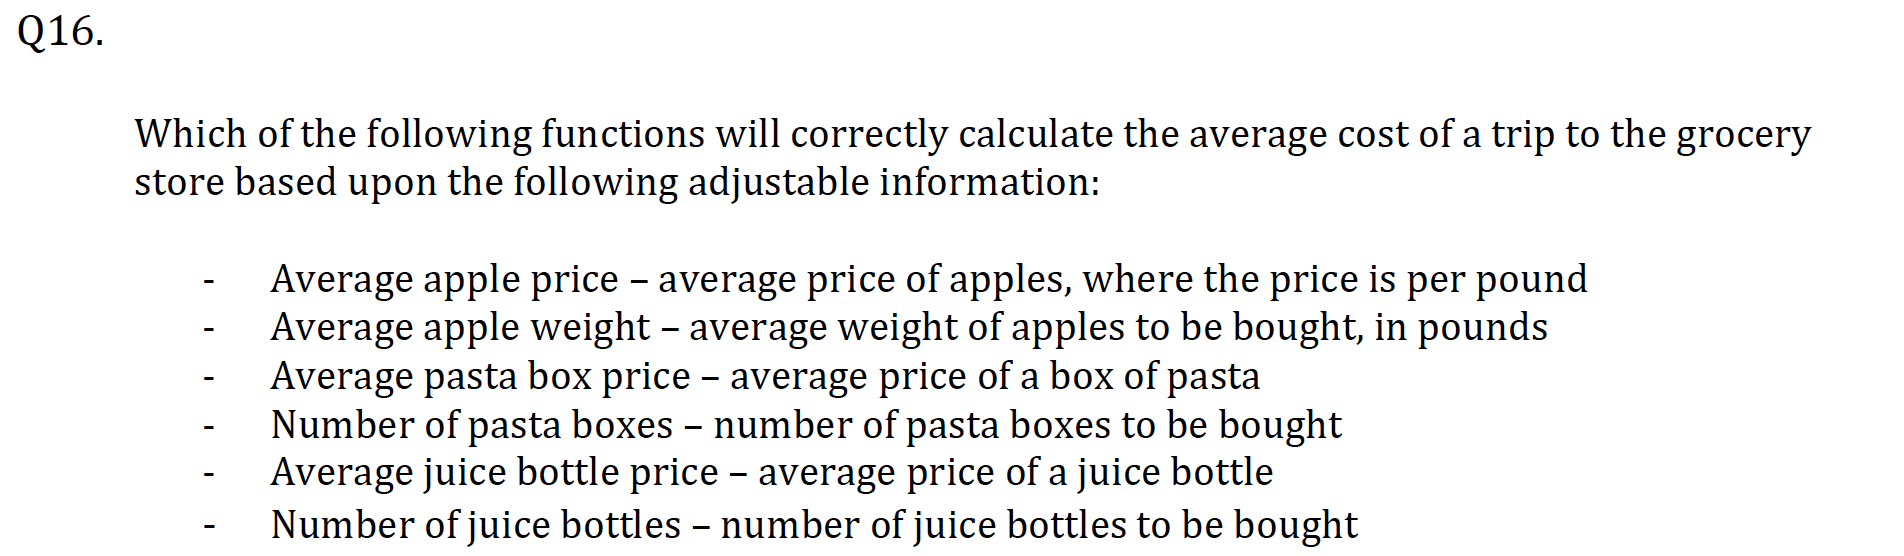 Q16.
Which of the following functions will correctly calculate the average cost of a trip to the grocery
store based upon the following adjustable information:
- Average apple price – average price of apples, where the price is per pound
- Average apple weight – average weight of apples to be bought, in pounds
- Average pasta box price – average price of a box of pasta
- Number of pasta boxes – number of pasta boxes to be bought
- Average juice bottle price – average price of a juice bottle
- Number of juice bottles – number of juice bottles to be bought